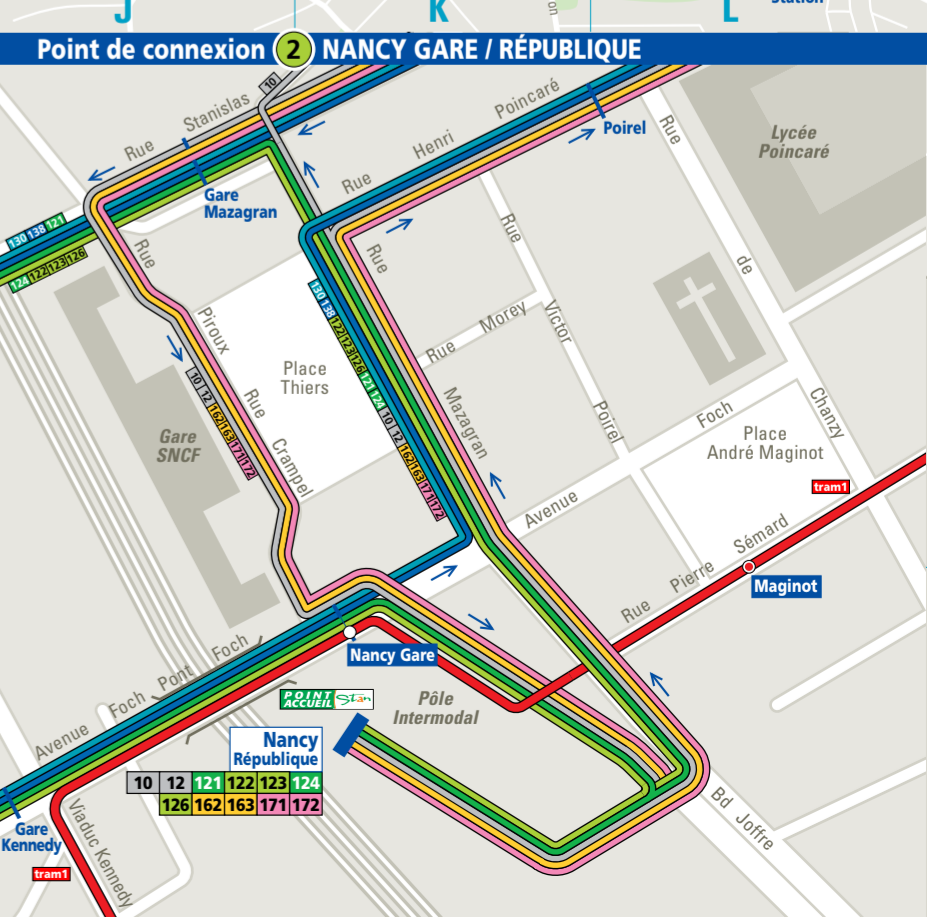 J
K
L
on
Station
Point de connexion 2 NANCY GARE / RÉPUBLIQUE
10
Rue Stanislas
Gare
Mazagran
Rue Henri Poincaré
Poirel
Rue de Chanzy
Lycée
Poincaré
130 138 121
124 122 123 126
Rue Piroux
Rue Crampel
10 12 162 163 171 172
Gare
SNCF
Place
Thiers
130 138 122 123 126 121 124 10 12 162 163 171 172
Rue Mazagran
Rue Morey
Rue Victor Poirel
Avenue Foch
Place
André Maginot
tram1
Rue Pierre Sémard
Maginot
Nancy Gare
Avenue Foch Pont Foch
POINT
ACCUEIL Stan
Pôle
Intermodal
Nancy
République
10 12 121 122 123 124
126 162 163 171 172
Gare
Kennedy
Viaduc Kennedy
tram1
Bd Joffre